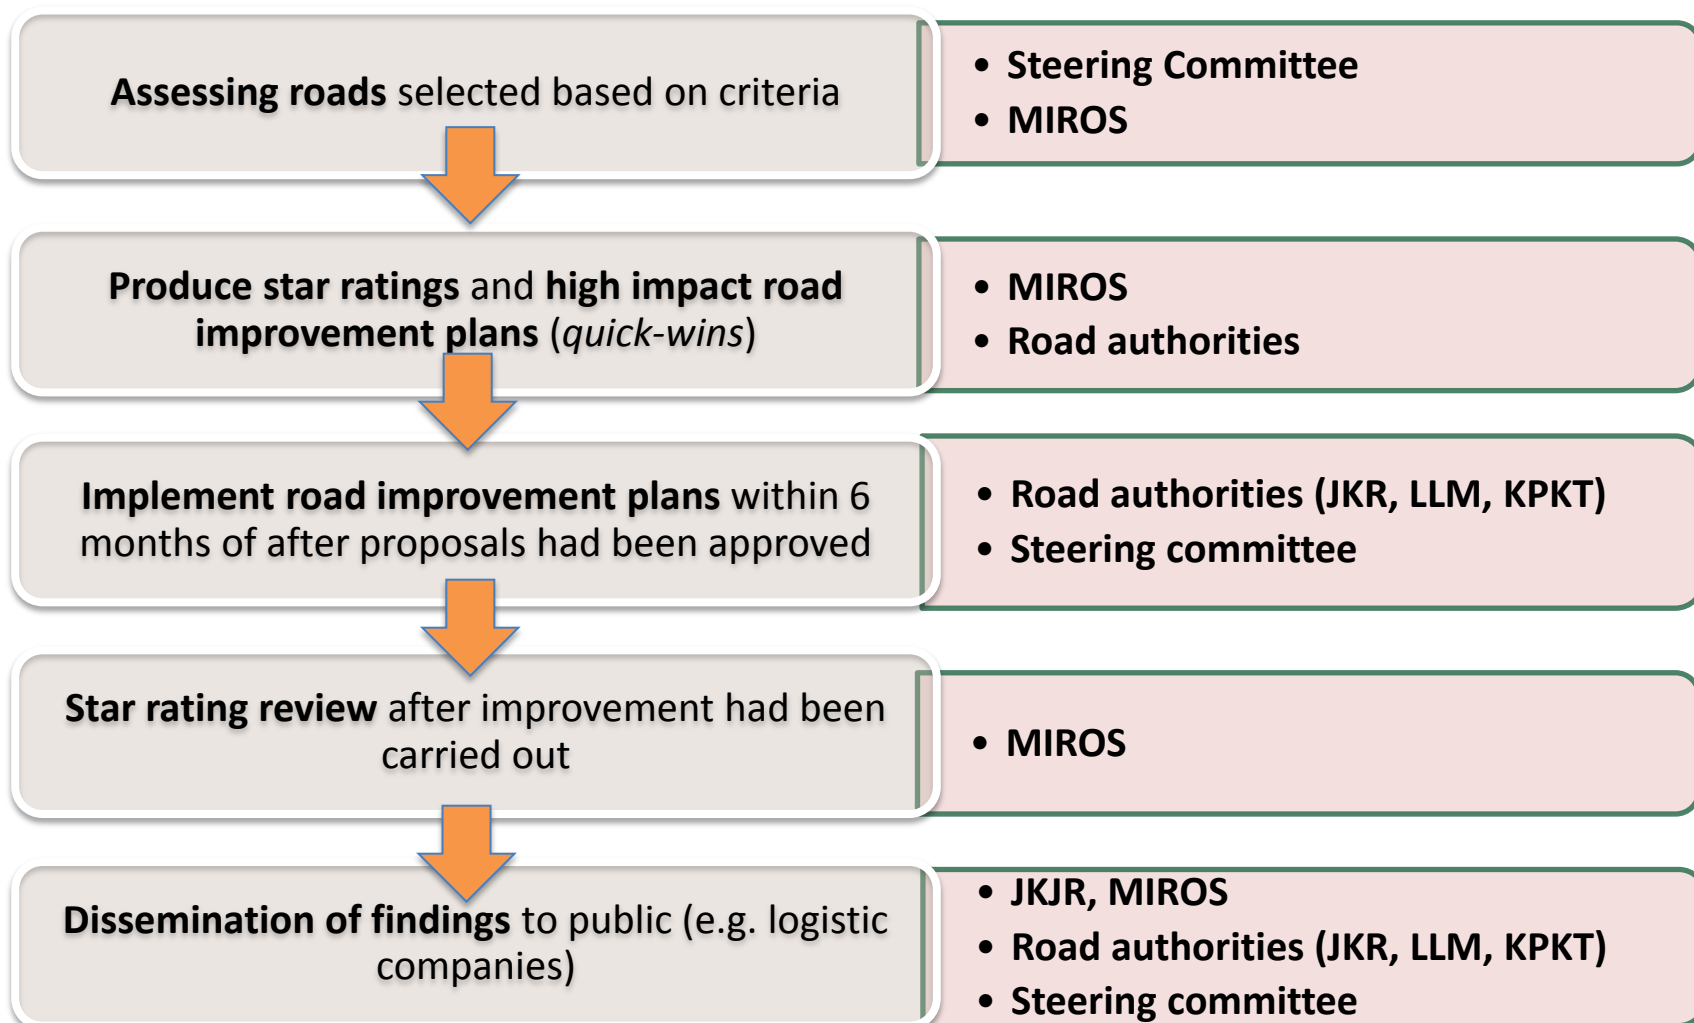 Assessing roads selected based on criteria
• Steering Committee
• MIROS
Produce star ratings and high impact road
improvement plans (quick-wins)
• MIROS
• Road authorities
Implement road improvement plans within 6
months of after proposals had been approved
• Road authorities (JKR, LLM, KPKT)
• Steering committee
Star rating review after improvement had been
carried out
• MIROS
Dissemination of findings to public (e.g. logistic
companies)
• JKJR, MIROS
• Road authorities (JKR, LLM, KPKT)
• Steering committee